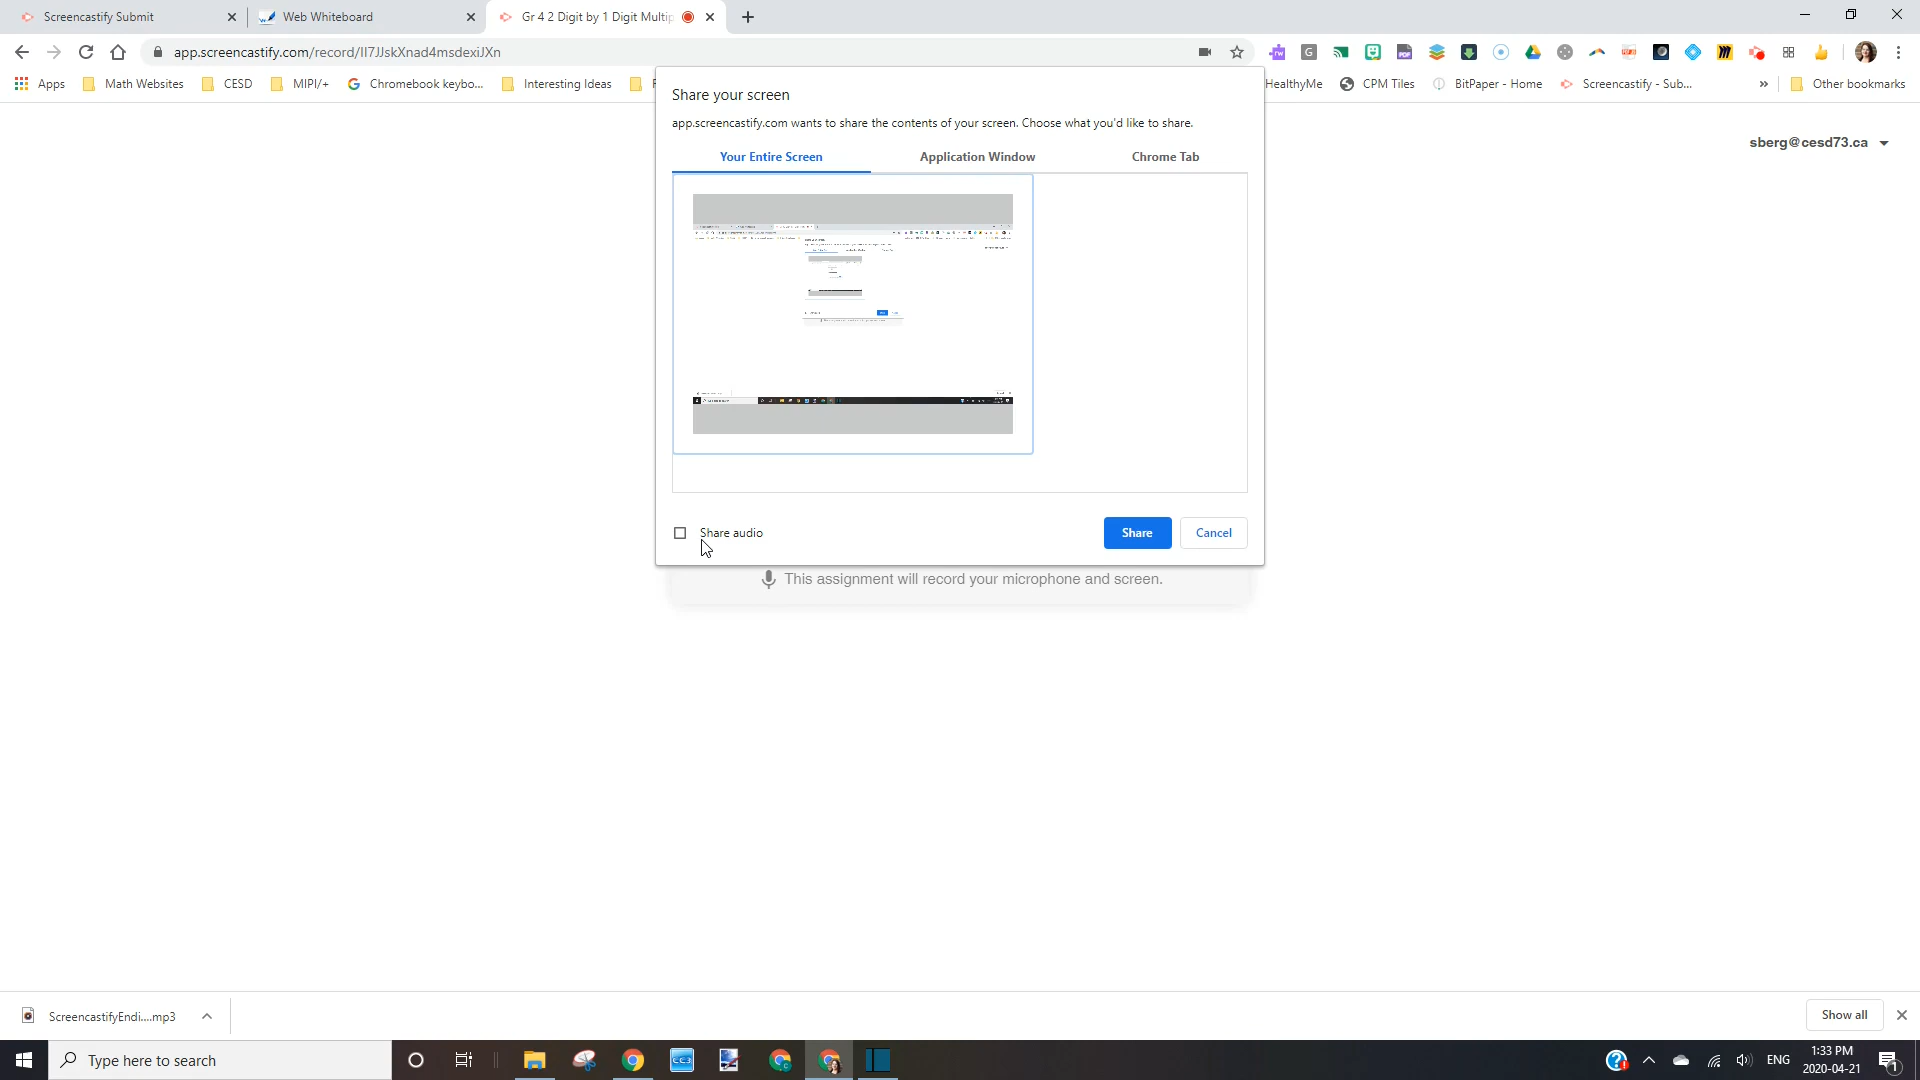 Screencastify Submit
Web Whiteboard
Gr 4 2 Digit by 1 Digit Multip
app.screencastify.com/record/II7JJskXnad4msdexiJXn
Apps
Math Websites
CESD
MIPI/+
Chromebook keybo...
Interesting Ideas
HealthyMe
CPM Tiles
BitPaper - Home
Screencastify - Sub...
»
Other bookmarks
sberg@cesd73.ca
Share your screen
app.screencastify.com wants to share the contents of your screen. Choose what you'd like to share.
Your Entire Screen
Application Window
Chrome Tab
Share audio
Share
Cancel
This assignment will record your microphone and screen.
ScreencastifyEndi....mp3
Show all
Type here to search
ENG
1:33 PM
2020-04-21